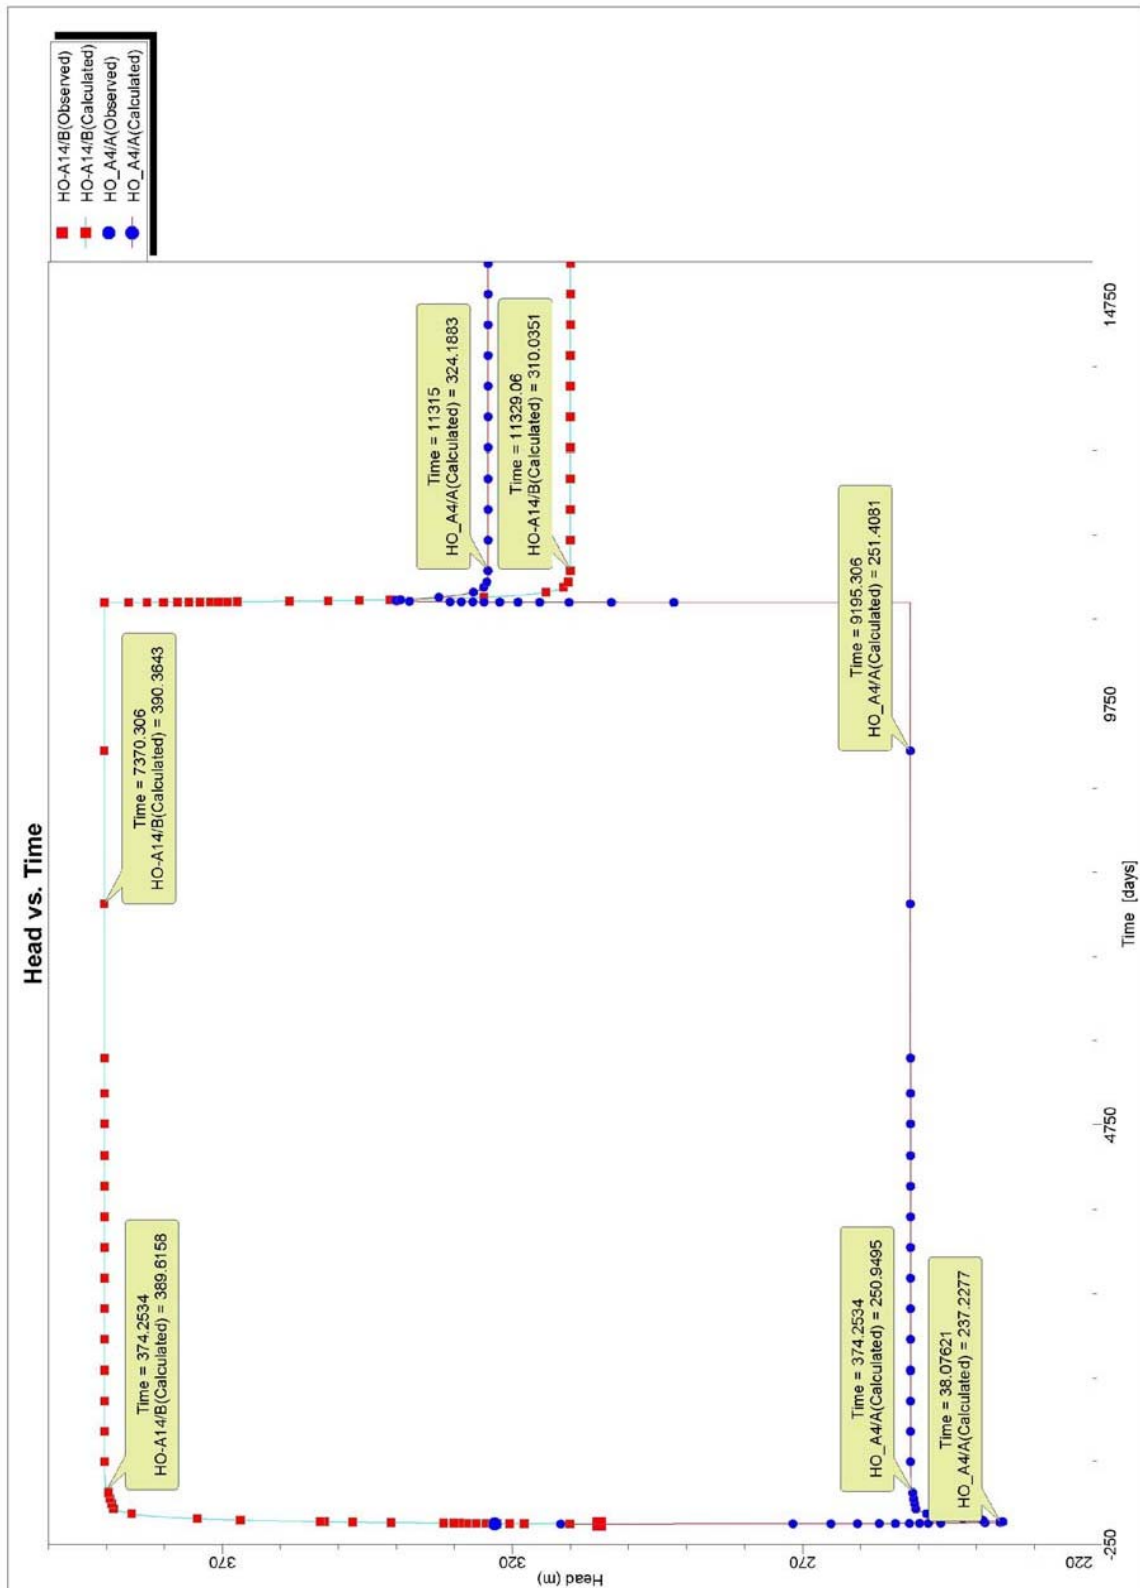 Head vs. Time
HO-A14/B(Observed)
HO-A14/B(Calculated)
HO_A4/A(Observed)
HO_A4/A(Calculated)
Head (m)
370
320
270
220
Time = 374.2534
HO-A14/B(Calculated) = 389.6158
Time = 7370.306
HO-A14/B(Calculated) = 390.3643
Time = 11315
HO_A4/A(Calculated) = 324.1883
Time = 11329.06
HO-A14/B(Calculated) = 310.0351
Time = 374.2534
HO_A4/A(Calculated) = 250.9495
Time = 38.07621
HO_A4/A(Calculated) = 237.2277
Time = 9195.306
HO_A4/A(Calculated) = 251.4081
-250
4750
9750
14750
Time [days]